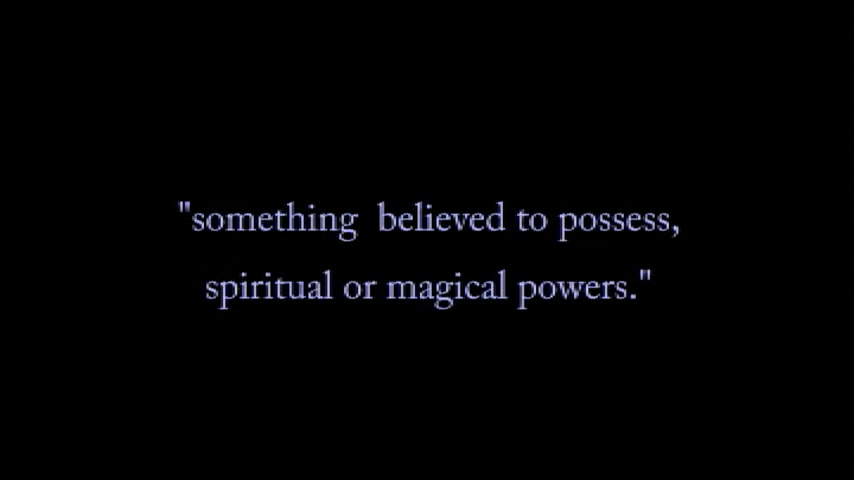 "something  believed to possess,
spiritual or magical powers."